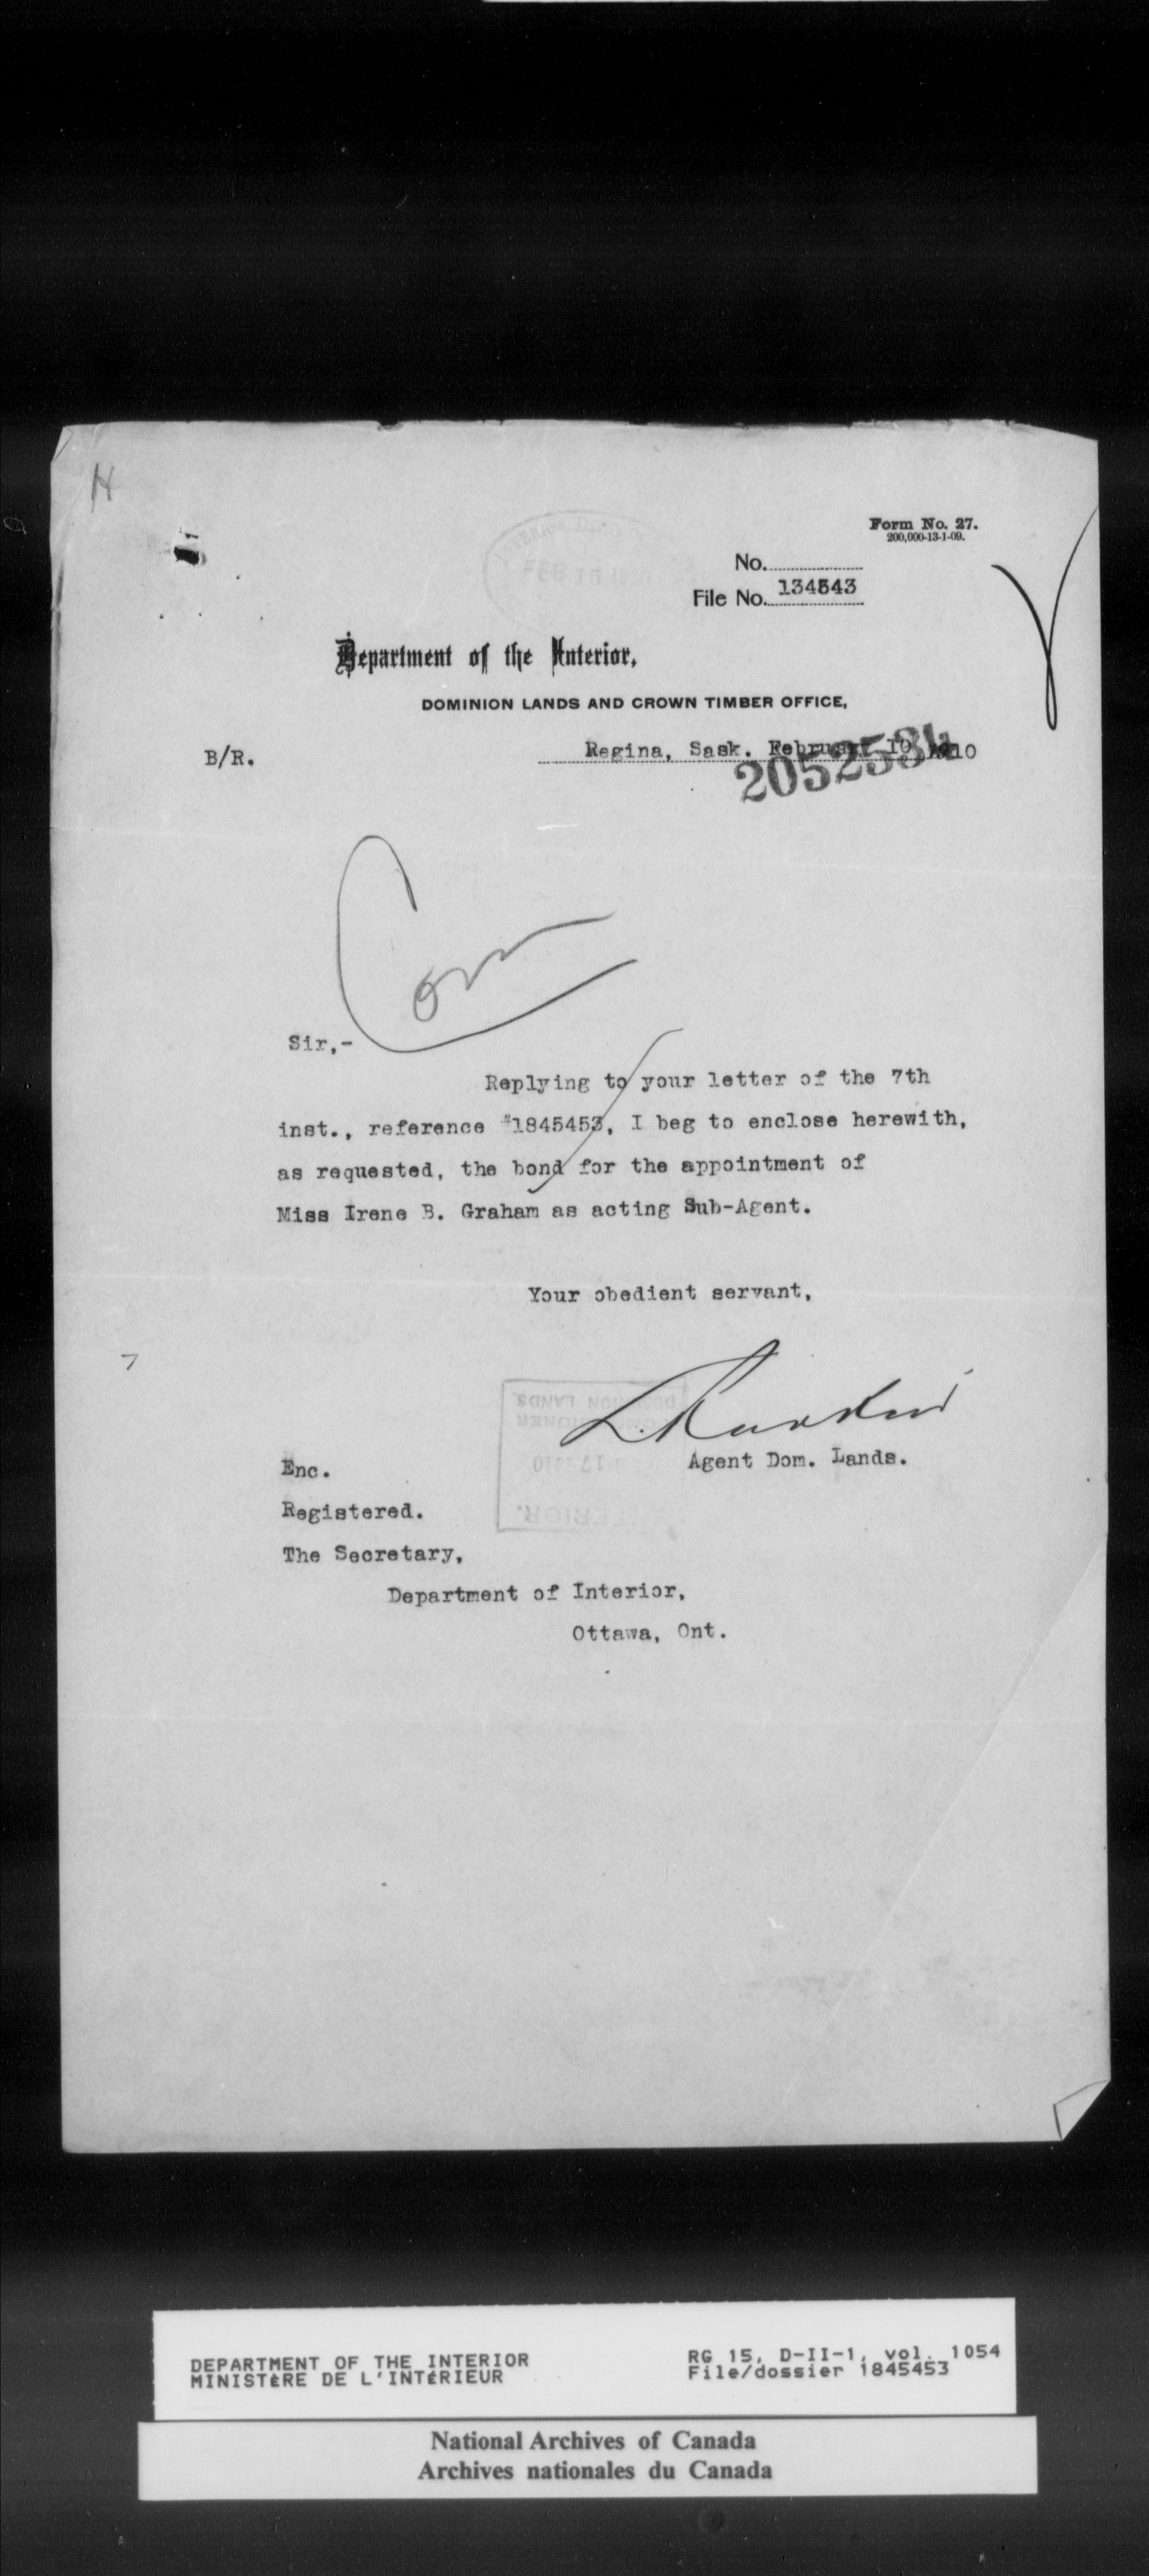 H
Form No. 27.
200,000-13-1-09.
No.
File No. 134543
FEB 15 1910
Department of the Interior,
DOMINION LANDS AND CROWN TIMBER OFFICE,
B/R.
Regina, Sask. February 10 1910
2052584
Com
Sir,-
Replying to your letter of the 7th
inst., reference #1845453, I beg to enclose herewith,
as requested, the bond for the appointment of
Miss Irene B. Graham as acting Sub-Agent.
Your obedient servant,
L. Rankin
Agent Dom. Lands.
Enc.
Registered.
The Secretary,
Department of Interior,
Ottawa, Ont.
DEPARTMENT OF THE INTERIOR
MINISTÈRE DE L'INTÉRIEUR
RG 15, D-II-1, vol. 1054
File/dossier 1845453
National Archives of Canada
Archives nationales du Canada